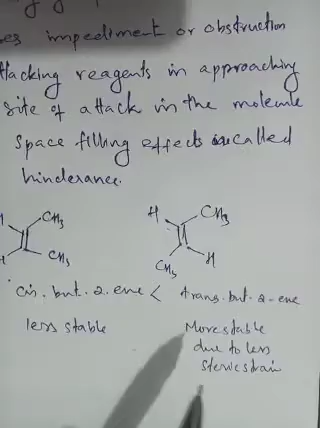 impediment or obstruction
attacking reagents in approaching
site of attack in the molecule
space filling effects is called
hinderance.
H CH3
H CH3
H CH3
CH3 H
Cis. but. 2. ene < trans. but. 2 - ene
less stable More stable
due to less
steric strain